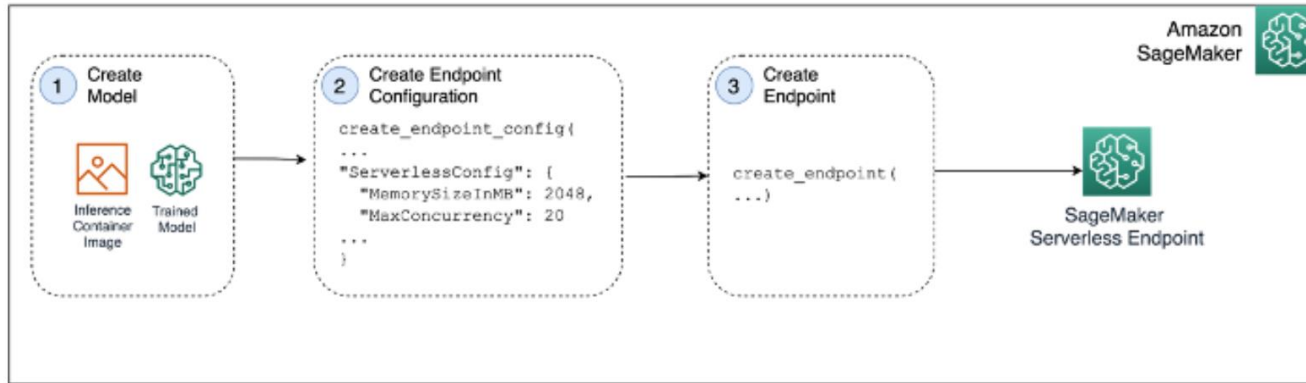 Amazon
SageMaker
1
Create
Model
Inference
Container
Image
Trained
Model
2
Create Endpoint
Configuration
create_endpoint_config(
...
"ServerlessConfig": {
"MemorySizeInMB": 2048,
"MaxConcurrency": 20
...
}
3
Create
Endpoint
create_endpoint(
...)
SageMaker
Serverless Endpoint